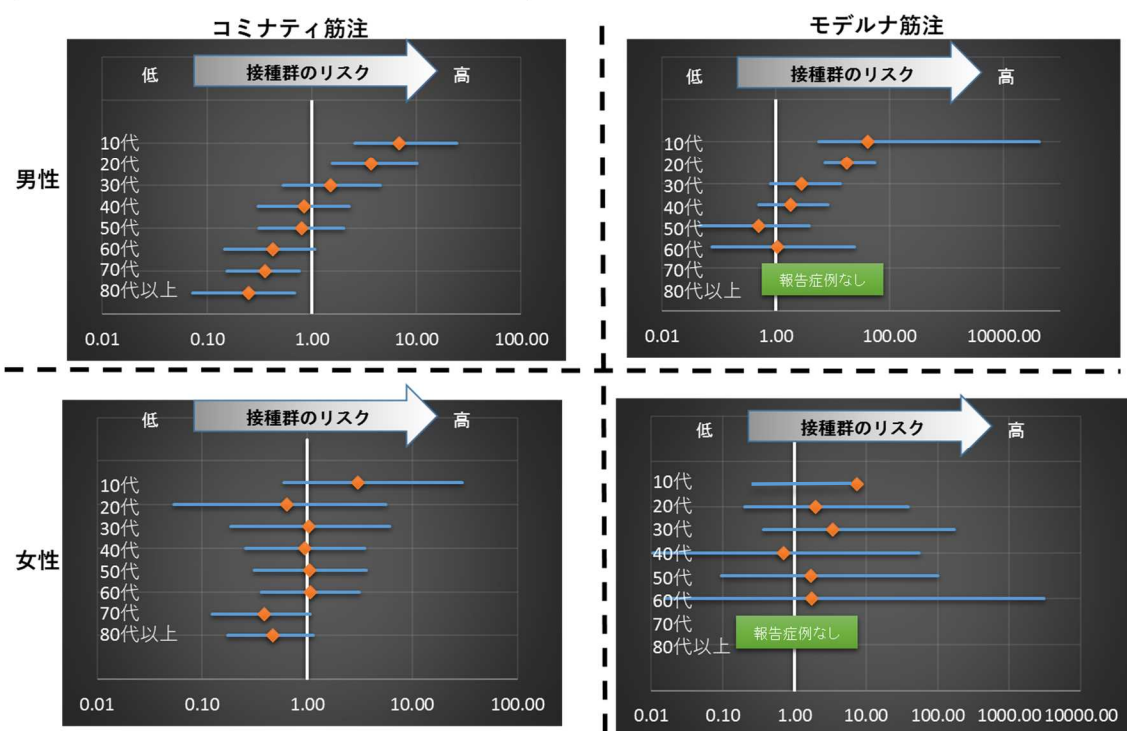 コミナティ筋注
モデルナ筋注
男性
低 接種群のリスク 高
10代
20代
30代
40代
50代
60代
70代
80代以上
0.01 0.10 1.00 10.00 100.00
低 接種群のリスク 高
10代
20代
30代
40代
50代
60代
70代
80代以上
報告症例なし
0.01 1.00 100.00 10000.00
女性
低 接種群のリスク 高
10代
20代
30代
40代
50代
60代
70代
80代以上
0.01 0.10 1.00 10.00 100.00
低 接種群のリスク 高
10代
20代
30代
40代
50代
60代
70代
80代以上
報告症例なし
0.01 0.10 1.00 10.00 100.00 1000.00 10000.00